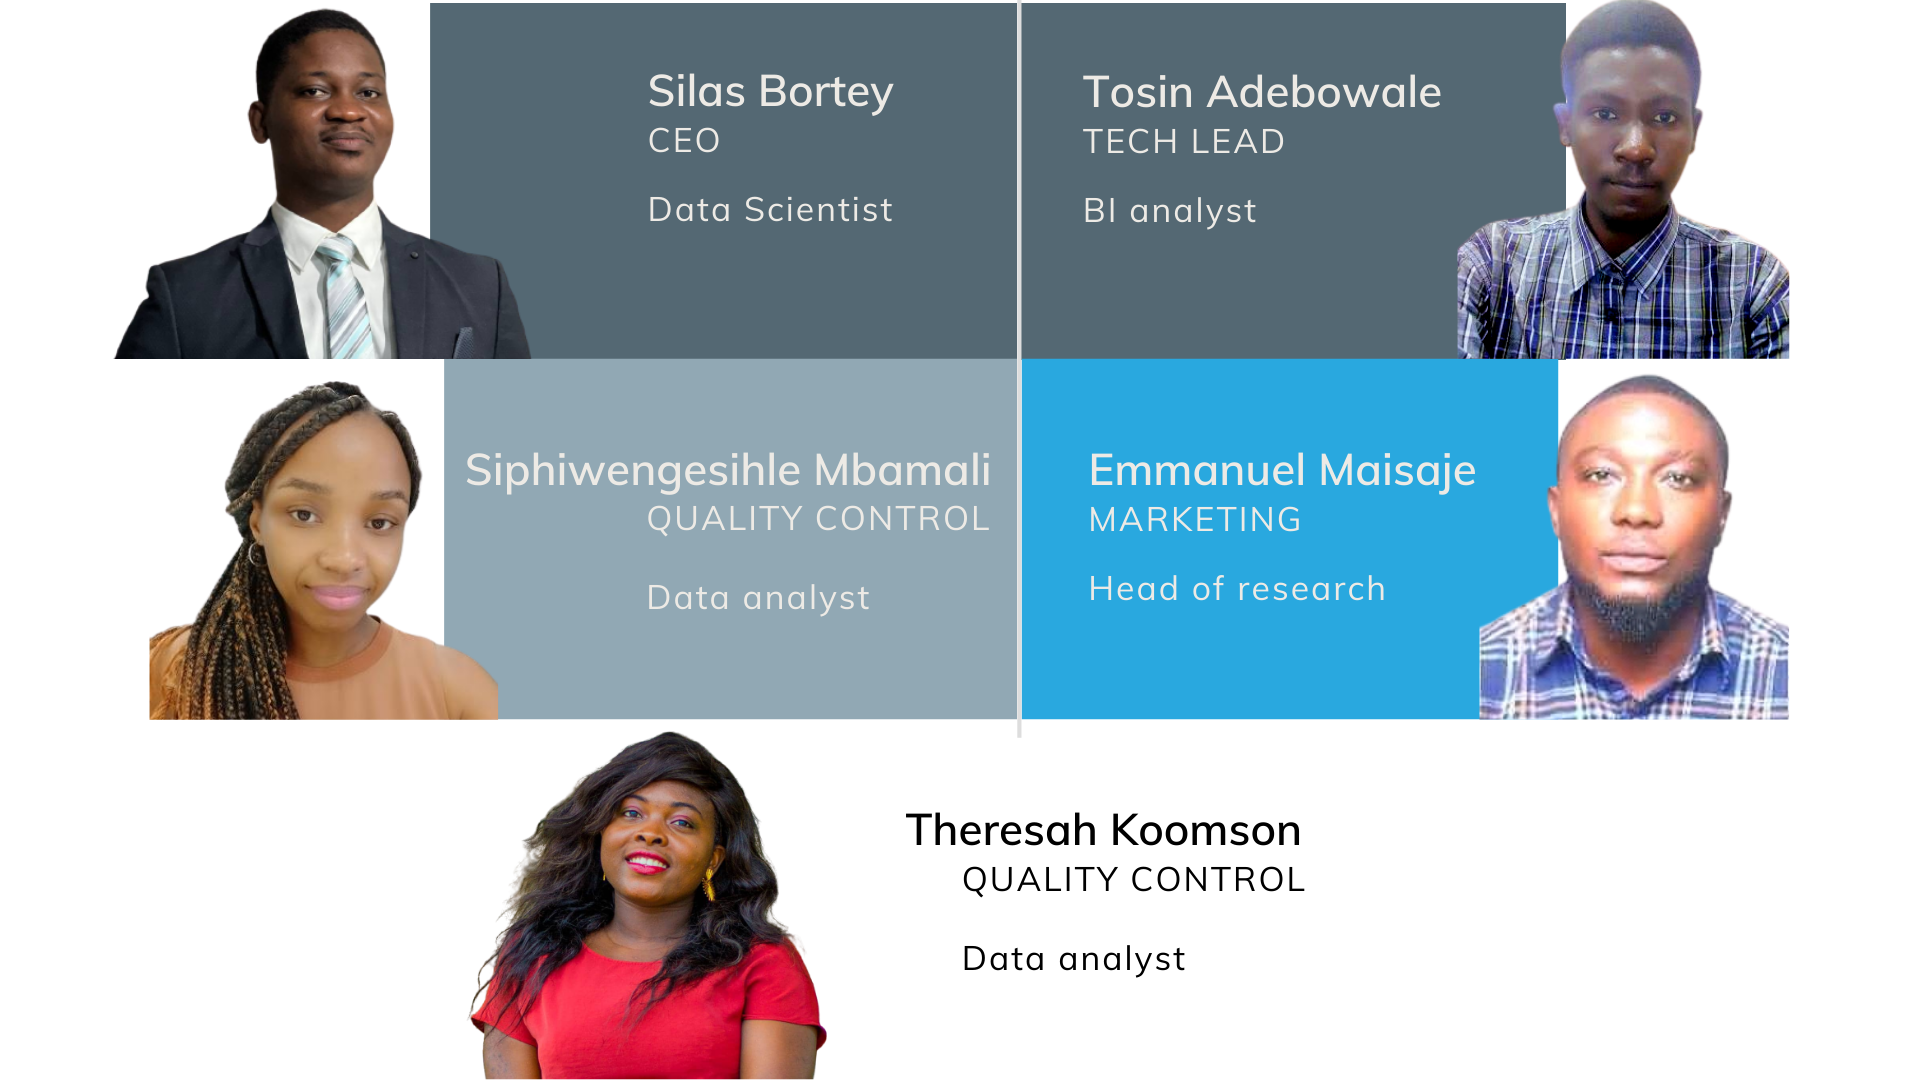 Silas Bortey
CEO
Data Scientist
Tosin Adebowale
TECH LEAD
BI analyst
Siphiwengesihle Mbamali
QUALITY CONTROL
Data analyst
Emmanuel Maisaje
MARKETING
Head of research
Theresah Koomson
QUALITY CONTROL
Data analyst